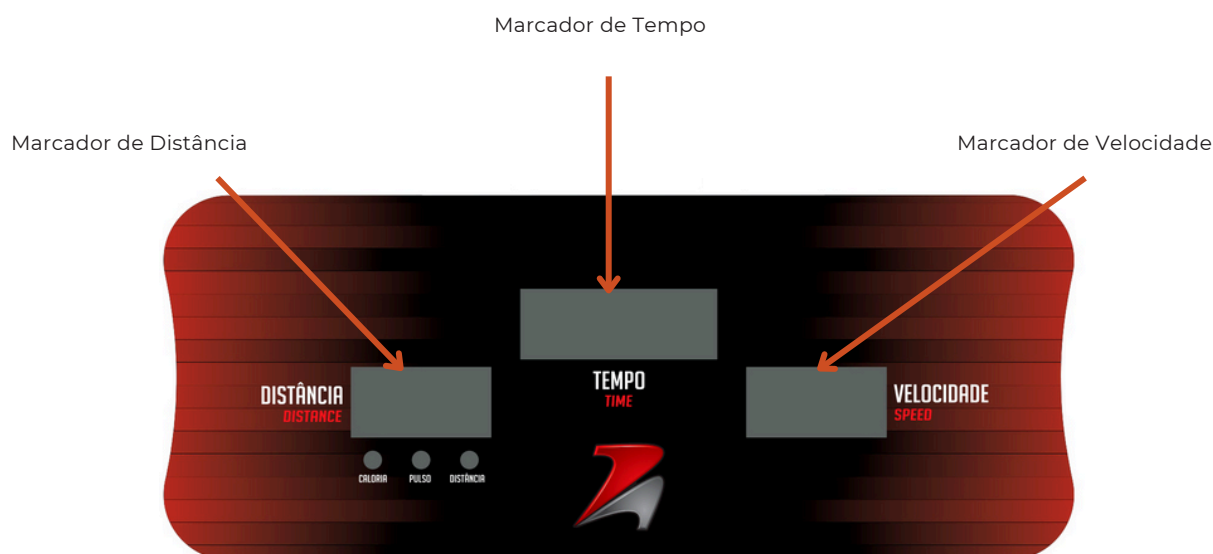 Marcador de Tempo
Marcador de Distância
Marcador de Velocidade
TEMPO
TIME
DISTÂNCIA
DISTANCE
VELOCIDADE
SPEED
CALORIA
PULSO
DISTÂNCIA